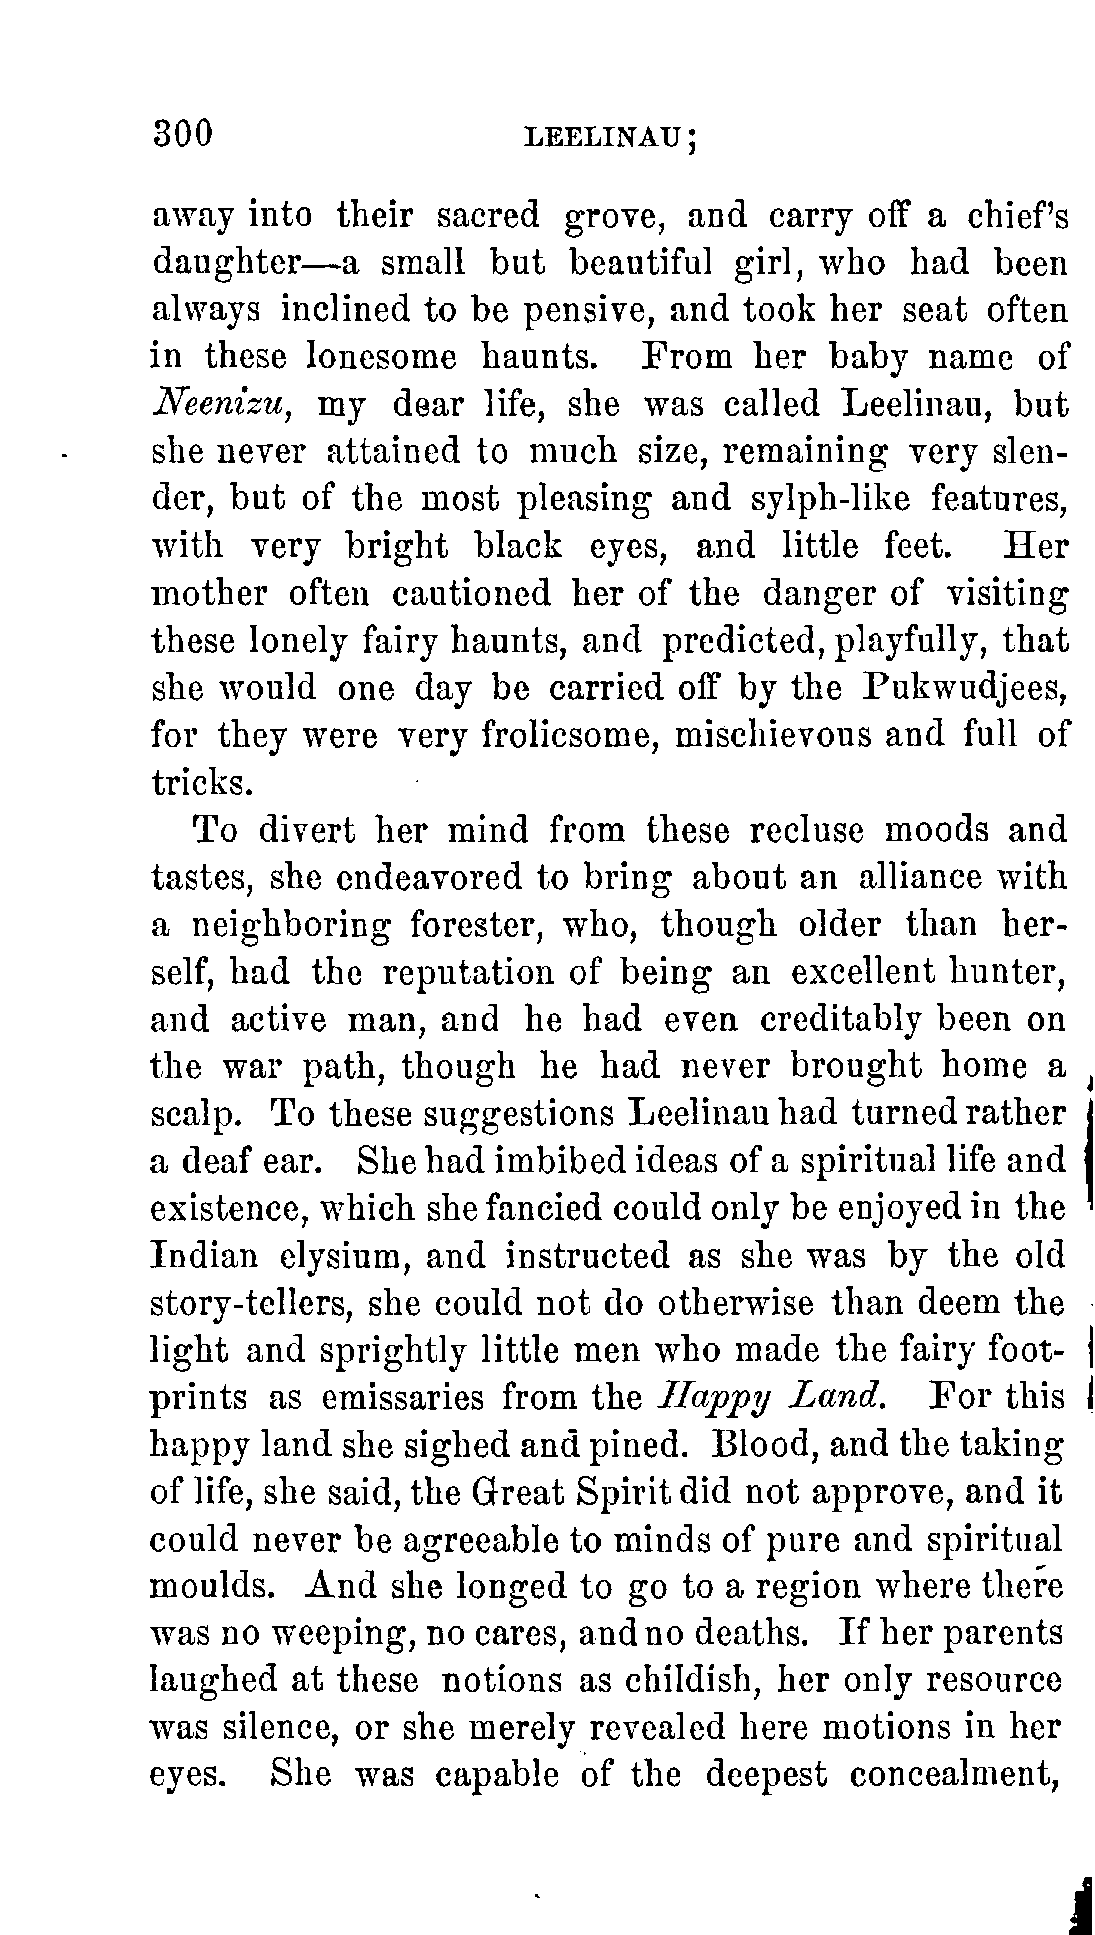 300 LEELINAU;
away into their sacred grove, and carry off a chief's
daughter—a small but beautiful girl, who had been
always inclined to be pensive, and took her seat often
in these lonesome haunts. From her baby name of
Neenizu, my dear life, she was called Leelinau, but
she never attained to much size, remaining very slen-
der, but of the most pleasing and sylph-like features,
with very bright black eyes, and little feet. Her
mother often cautioned her of the danger of visiting
these lonely fairy haunts, and predicted, playfully, that
she would one day be carried off by the Pukwudjees,
for they were very frolicsome, mischievous and full of
tricks.
To divert her mind from these recluse moods and
tastes, she endeavored to bring about an alliance with
a neighboring forester, who, though older than her-
self, had the reputation of being an excellent hunter,
and active man, and he had even creditably been on
the war path, though he had never brought home a
scalp. To these suggestions Leelinau had turned rather
a deaf ear. She had imbibed ideas of a spiritual life and
existence, which she fancied could only be enjoyed in the
Indian elysium, and instructed as she was by the old
story-tellers, she could not do otherwise than deem the
light and sprightly little men who made the fairy foot-
prints as emissaries from the Happy Land. For this
happy land she sighed and pined. Blood, and the taking
of life, she said, the Great Spirit did not approve, and it
could never be agreeable to minds of pure and spiritual
moulds. And she longed to go to a region where there
was no weeping, no cares, and no deaths. If her parents
laughed at these notions as childish, her only resource
was silence, or she merely revealed here motions in her
eyes. She was capable of the deepest concealment,